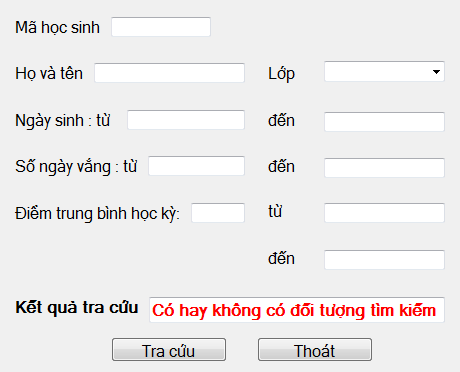 Mã học sinh
Họ và tên Lớp
Ngày sinh : từ đến
Số ngày vắng : từ đến
Điểm trung bình học kỳ: từ
đến
Kết quả tra cứu Có hay không có đối tượng tìm kiếm
Tra cứu Thoát